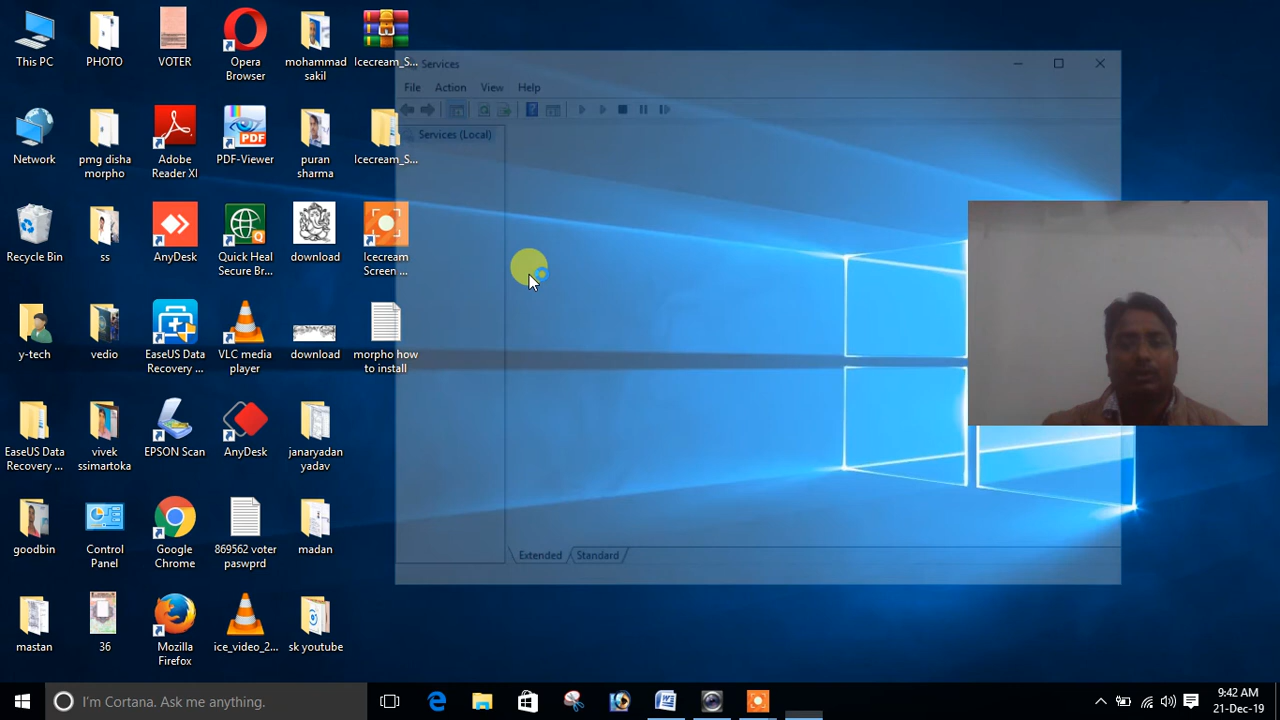 This PC
PHOTO
VOTER
Opera
Browser
mohammad
sakil
Icecream_S...
Network
pmg disha
morpho
Adobe
Reader XI
PDF-Viewer
puran
sharma
Icecream_S...
Recycle Bin
ss
AnyDesk
Quick Heal
Secure Br...
download
Icecream
Screen ...
y-tech
vedio
EaseUS Data
Recovery ...
VLC media
player
download
morpho how
to install
EaseUS Data
Recovery ...
vivek
ssimartoka
EPSON Scan
AnyDesk
janaryadan
yadav
goodbin
Control
Panel
Google
Chrome
869562 voter
paswprd
madan
mastan
36
Mozilla
Firefox
ice_video_2...
sk youtube
PDF
Services
File Action View Help
Services (Local)
Extended Standard
I'm Cortana. Ask me anything.
9:42 AM
21-Dec-19